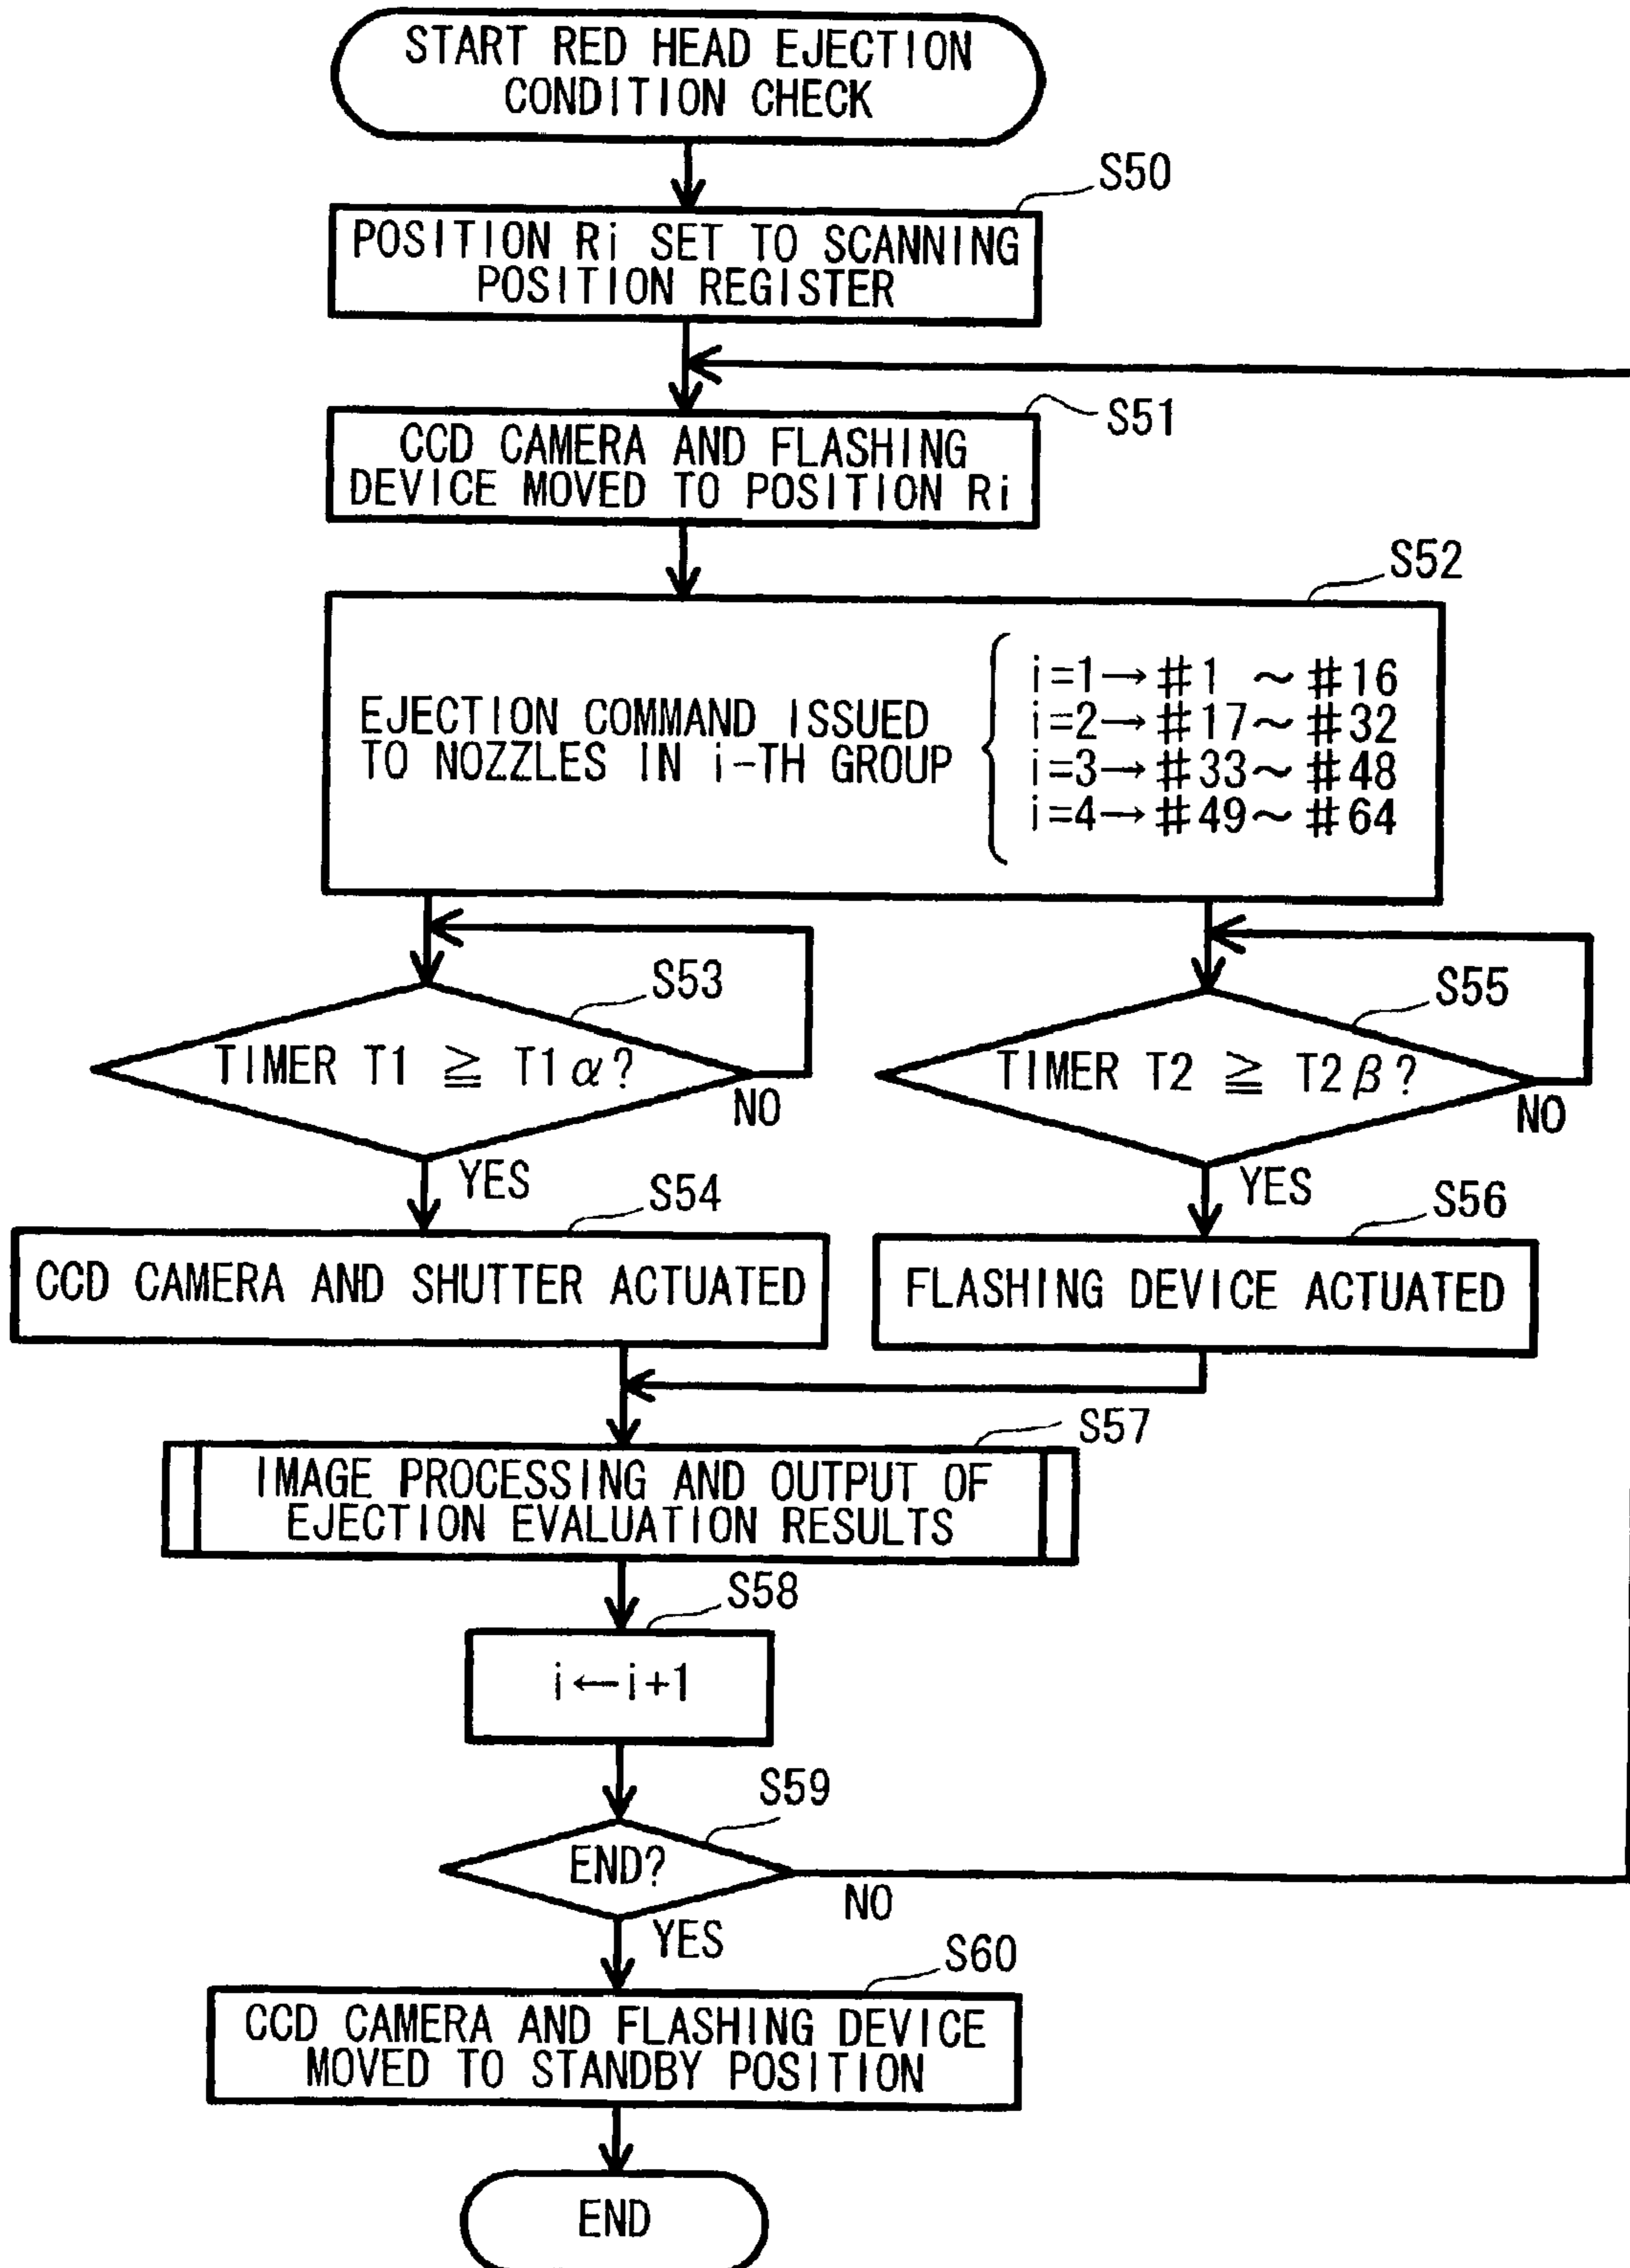 START RED HEAD EJECTION
CONDITION CHECK
S50
POSITION Ri SET TO SCANNING
POSITION REGISTER
S51
CCD CAMERA AND FLASHING
DEVICE MOVED TO POSITION Ri
S52
EJECTION COMMAND ISSUED
TO NOZZLES IN i-TH GROUP
i=1→#1 ~#16
i=2→#17~#32
i=3→#33~#48
i=4→#49~#64
S53
TIMER T1 ≧ T1α?
NO
YES
S55
TIMER T2 ≧ T2β?
NO
YES
S54
CCD CAMERA AND SHUTTER ACTUATED
S56
FLASHING DEVICE ACTUATED
S57
IMAGE PROCESSING AND OUTPUT OF
EJECTION EVALUATION RESULTS
S58
i←i+1
S59
END?
NO
YES
S60
CCD CAMERA AND FLASHING DEVICE
MOVED TO STANDBY POSITION
END